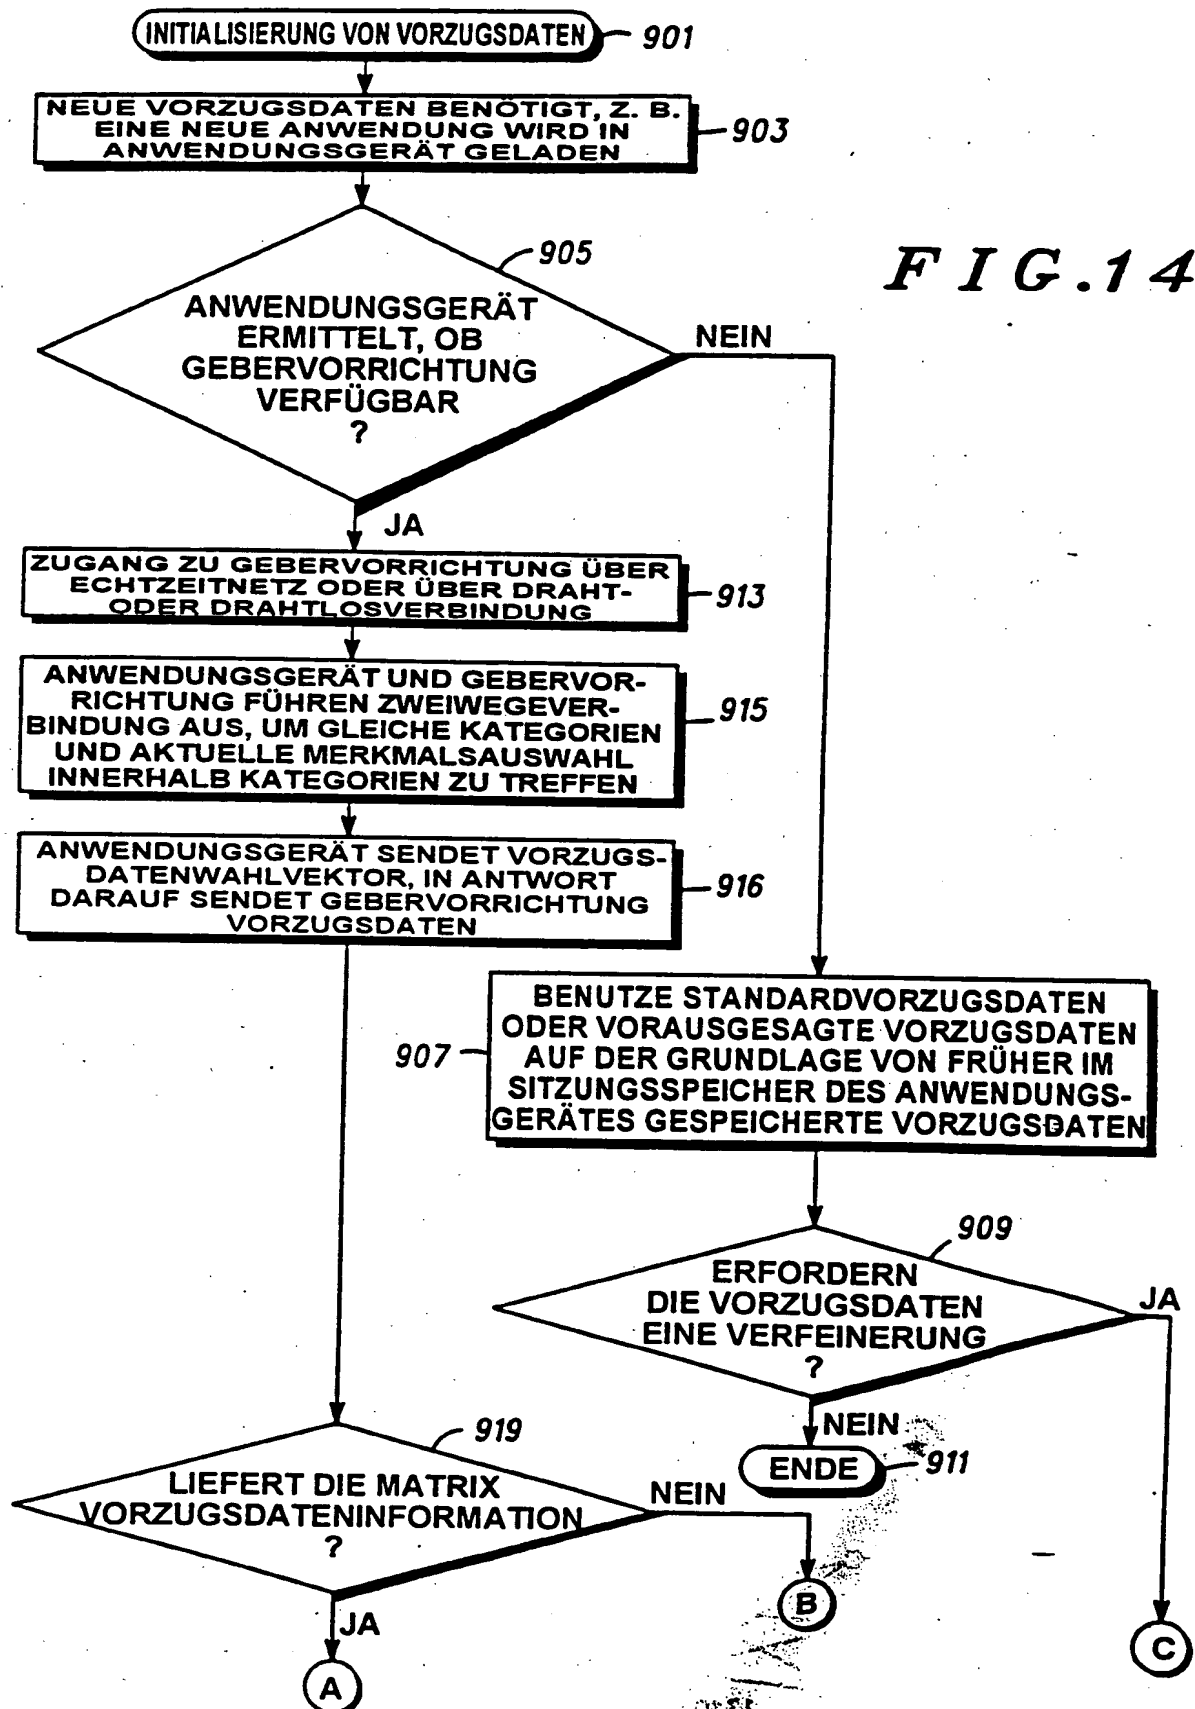 INITIALISIERUNG VON VORZUGSDATEN
901
NEUE VORZUGSDATEN BENÖTIGT, Z. B.
EINE NEUE ANWENDUNG WIRD IN
ANWENDUNGSGERÄT GELADEN
903
FIG.14
905
ANWENDUNGSGERÄT
ERMITTELT, OB
GEBERVORRICHTUNG
VERFÜGBAR
?
NEIN
JA
ZUGANG ZU GEBERVORRICHTUNG ÜBER
ECHTZEITNETZ ODER ÜBER DRAHT-
ODER DRAHTLOSVERBINDUNG
913
ANWENDUNGSGERÄT UND GEBERVOR-
RICHTUNG FÜHREN ZWEIWEGEVER-
BINDUNG AUS, UM GLEICHE KATEGORIEN
UND AKTUELLE MERKMALSAUSWAHL
INNERHALB KATEGORIEN ZU TREFFEN
915
ANWENDUNGSGERÄT SENDET VORZUGS-
DATENWAHLVEKTOR, IN ANTWORT
DARAUF SENDET GEBERVORRICHTUNG
VORZUGSDATEN
916
BENUTZE STANDARDVORZUGSDATEN
ODER VORAUSGESAGTE VORZUGSDATEN
AUF DER GRUNDLAGE VON FRÜHER IM
SITZUNGSSPEICHER DES ANWENDUNGS-
GERÄTES GESPEICHERTE VORZUGSDATEN
907
909
ERFORDERN
DIE VORZUGSDATEN
EINE VERFEINERUNG
?
JA
NEIN
ENDE
911
919
LIEFERT DIE MATRIX
VORZUGSDATENINFORMATION
?
NEIN
JA
B
C
A